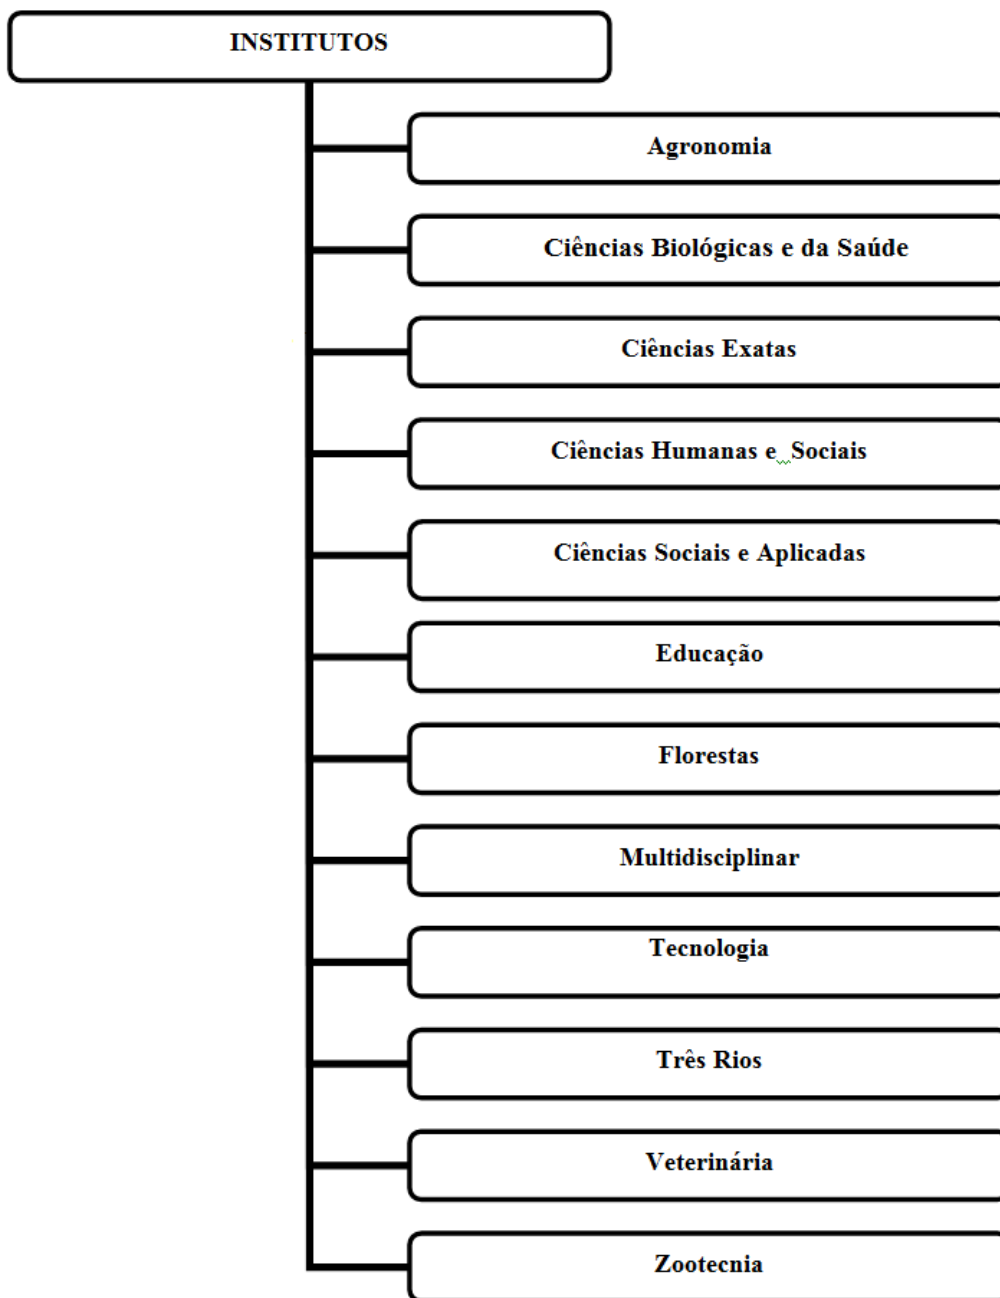 INSTITUTOS
Agronomia
Ciências Biológicas e da Saúde
Ciências Exatas
Ciências Humanas e  Sociais
Ciências Sociais e Aplicadas
Educação
Florestas
Multidisciplinar
Tecnologia
Três Rios
Veterinária
Zootecnia